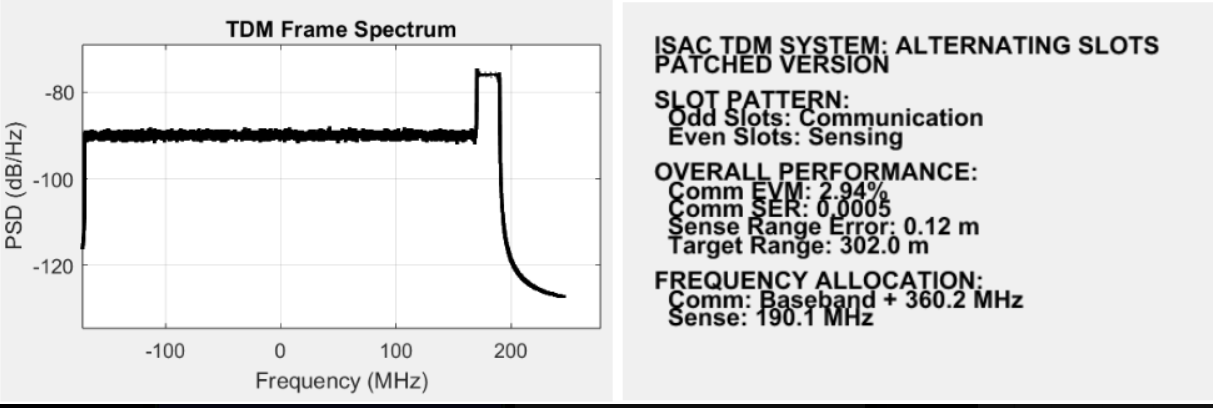 TDM Frame Spectrum
-80
-100
-120
PSD (dB/Hz)
-100
0
100
200
Frequency (MHz)
ISAC TDM SYSTEM: ALTERNATING SLOTS
PATCHED VERSION
SLOT PATTERN:
Odd Slots: Communication
Even Slots: Sensing
OVERALL PERFORMANCE:
Comm EVM: 2.94%
Comm SER: 0.0005
Sense Range Error: 0.12 m
Target Range: 302.0 m
FREQUENCY ALLOCATION:
Comm: Baseband + 360.2 MHz
Sense: 190.1 MHz